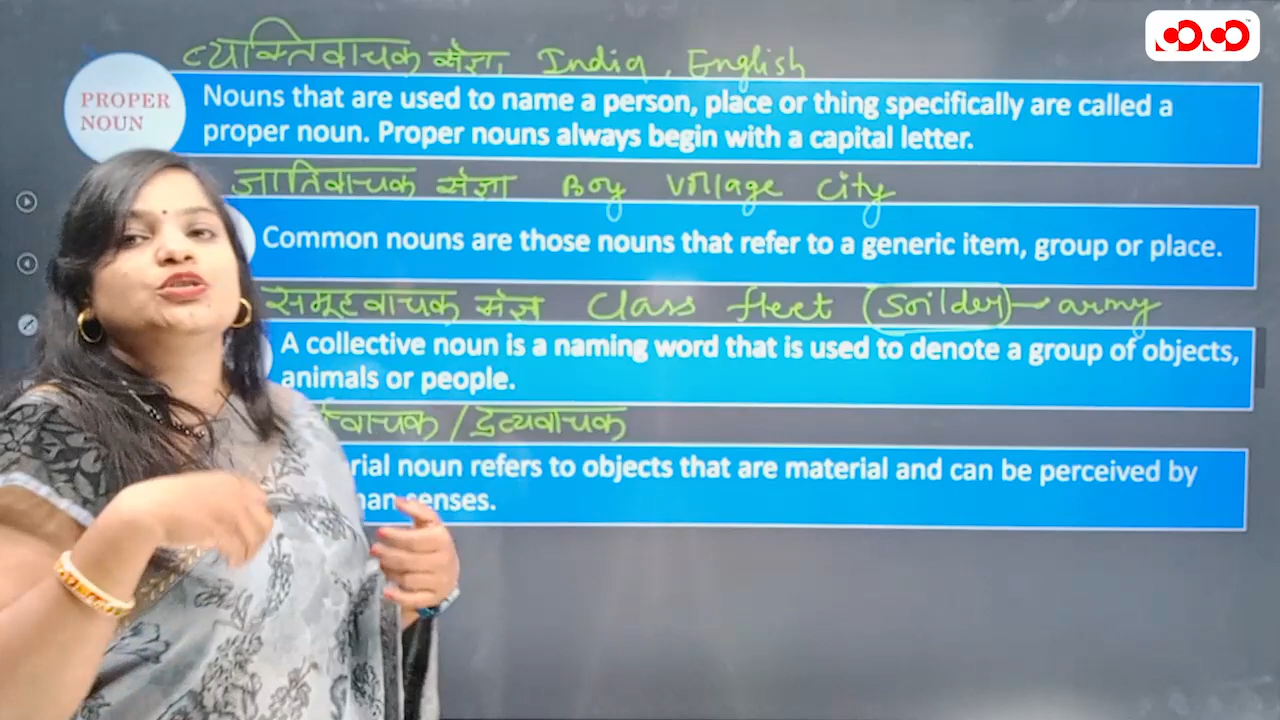 व्यक्तिवाचक संज्ञा, India, English
PROPER NOUN
Nouns that are used to name a person, place or thing specifically are called a
proper noun. Proper nouns always begin with a capital letter.
जातिवाचक संज्ञा Boy village city
Common nouns are those nouns that refer to a generic item, group or place.
समूहवाचक संज्ञा Class fleet (Soilder) → army
A collective noun is a naming word that is used to denote a group of objects,
animals or people.
वाचक / द्रव्यवाचक
rial noun refers to objects that are material and can be perceived by
man senses.